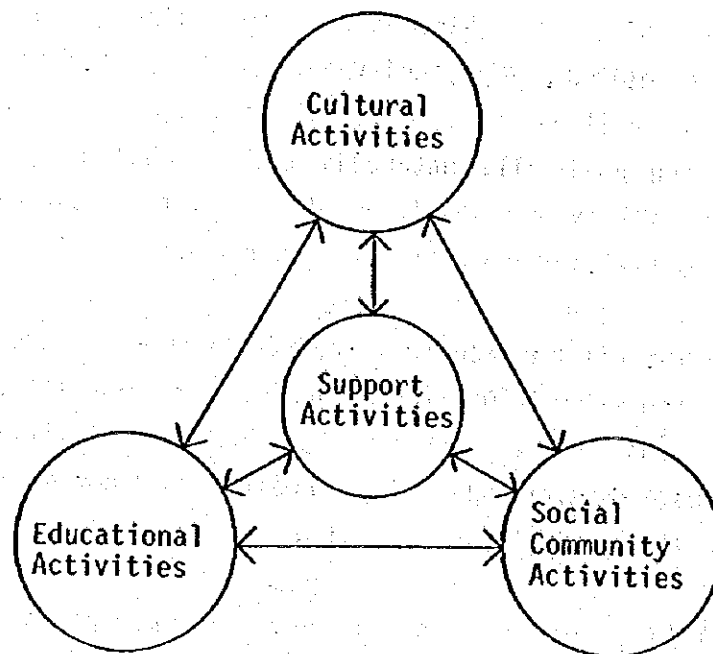 Cultural
Activities
Support
Activities
Educational
Activities
Social
Community
Activities